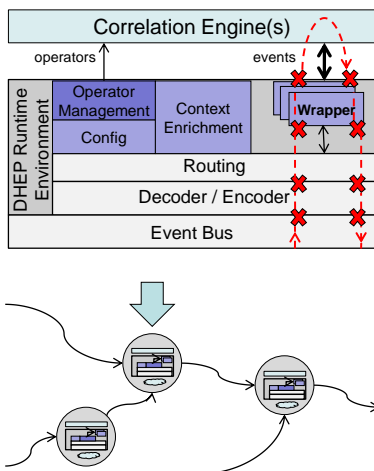 Correlation Engine(s)
operators
events
DHEP Runtime
Environment
Operator
Management
Config
Context
Enrichment
Wrapper
Routing
Decoder / Encoder
Event Bus